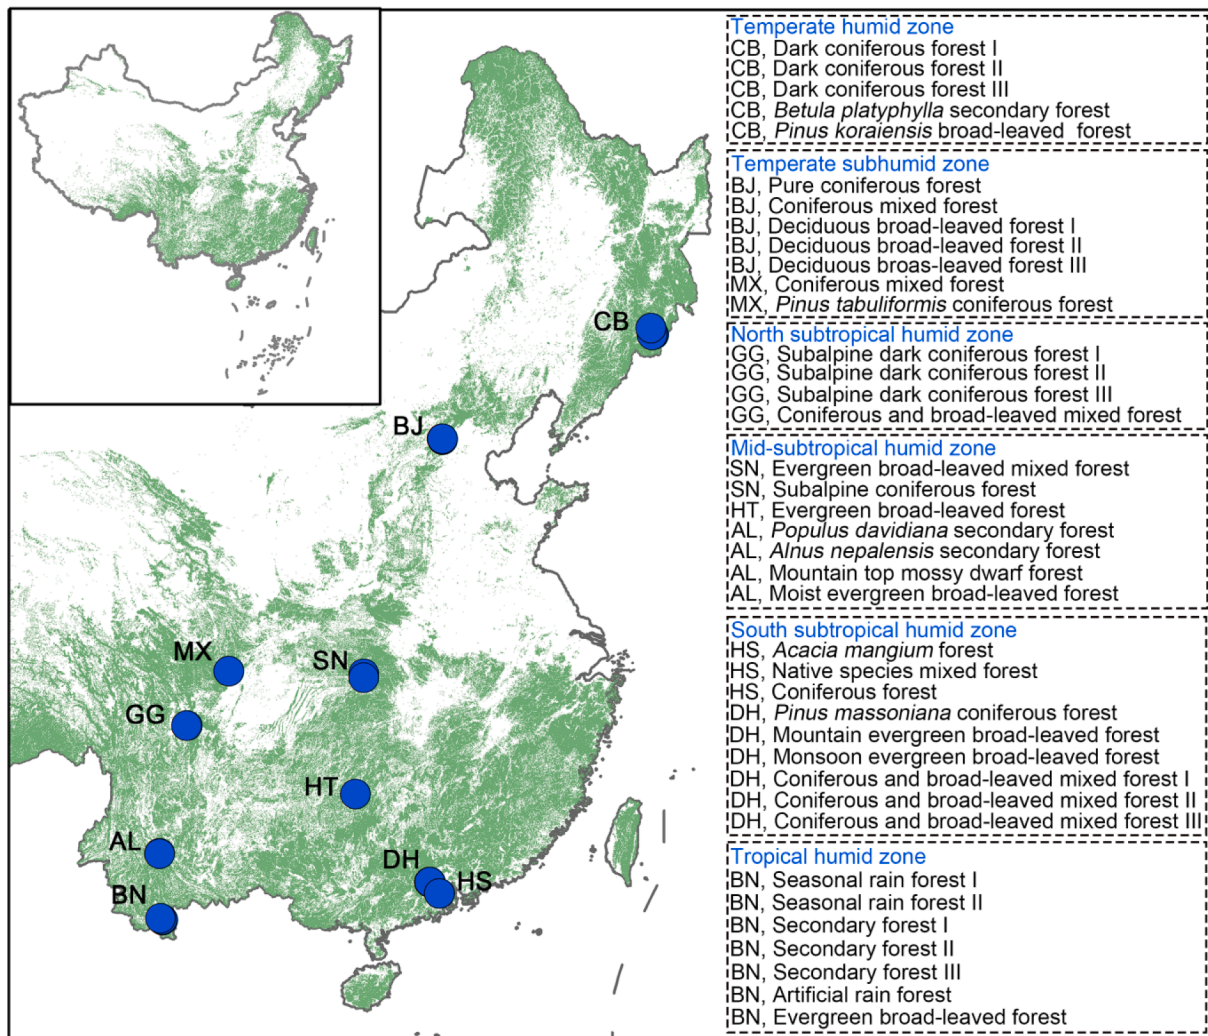 CB
BJ
MX
SN
GG
HT
AL
DH
HS
BN
Temperate humid zone
CB, Dark coniferous forest I
CB, Dark coniferous forest II
CB, Dark coniferous forest III
CB, Betula platyphylla secondary forest
CB, Pinus koraiensis broad-leaved forest
Temperate subhumid zone
BJ, Pure coniferous forest
BJ, Coniferous mixed forest
BJ, Deciduous broad-leaved forest I
BJ, Deciduous broad-leaved forest II
BJ, Deciduous broas-leaved forest III
MX, Coniferous mixed forest
MX, Pinus tabuliformis coniferous forest
North subtropical humid zone
GG, Subalpine dark coniferous forest I
GG, Subalpine dark coniferous forest II
GG, Subalpine dark coniferous forest III
GG, Coniferous and broad-leaved mixed forest
Mid-subtropical humid zone
SN, Evergreen broad-leaved mixed forest
SN, Subalpine coniferous forest
HT, Evergreen broad-leaved forest
AL, Populus davidiana secondary forest
AL, Alnus nepalensis secondary forest
AL, Mountain top mossy dwarf forest
AL, Moist evergreen broad-leaved forest
South subtropical humid zone
HS, Acacia mangium forest
HS, Native species mixed forest
HS, Coniferous forest
DH, Pinus massoniana coniferous forest
DH, Mountain evergreen broad-leaved forest
DH, Monsoon evergreen broad-leaved forest
DH, Coniferous and broad-leaved mixed forest I
DH, Coniferous and broad-leaved mixed forest II
DH, Coniferous and broad-leaved mixed forest III
Tropical humid zone
BN, Seasonal rain forest I
BN, Seasonal rain forest II
BN, Secondary forest I
BN, Secondary forest II
BN, Secondary forest III
BN, Artificial rain forest
BN, Evergreen broad-leaved forest